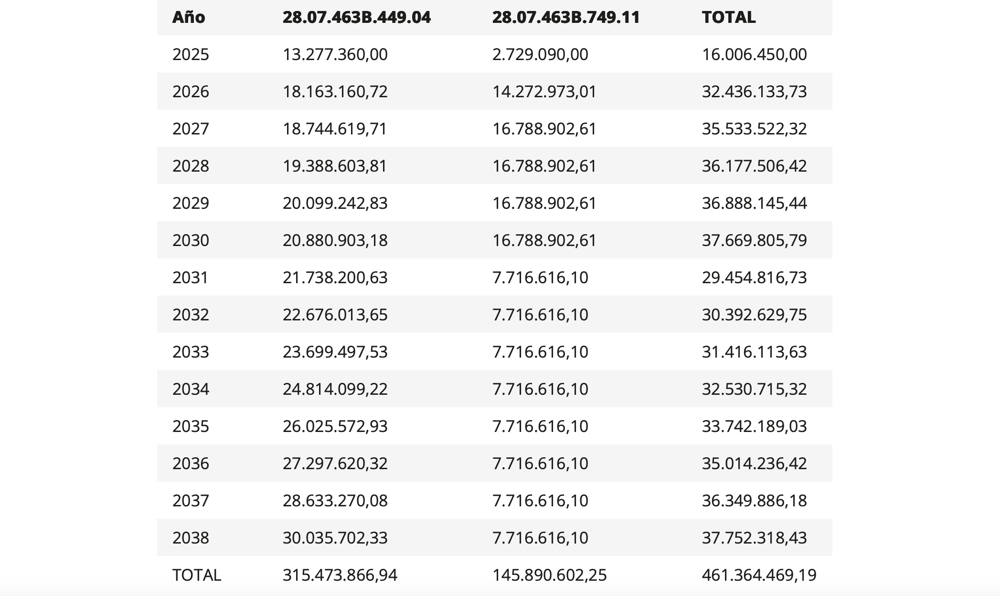 Año 28.07.463B.449.04 28.07.463B.749.11 TOTAL
2025 13.277.360,00 2.729.090,00 16.006.450,00
2026 18.163.160,72 14.272.973,01 32.436.133,73
2027 18.744.619,71 16.788.902,61 35.533.522,32
2028 19.388.603,81 16.788.902,61 36.177.506,42
2029 20.099.242,83 16.788.902,61 36.888.145,44
2030 20.880.903,18 16.788.902,61 37.669.805,79
2031 21.738.200,63 7.716.616,10 29.454.816,73
2032 22.676.013,65 7.716.616,10 30.392.629,75
2033 23.699.497,53 7.716.616,10 31.416.113,63
2034 24.814.099,22 7.716.616,10 32.530.715,32
2035 26.025.572,93 7.716.616,10 33.742.189,03
2036 27.297.620,32 7.716.616,10 35.014.236,42
2037 28.633.270,08 7.716.616,10 36.349.886,18
2038 30.035.702,33 7.716.616,10 37.752.318,43
TOTAL 315.473.866,94 145.890.602,25 461.364.469,19